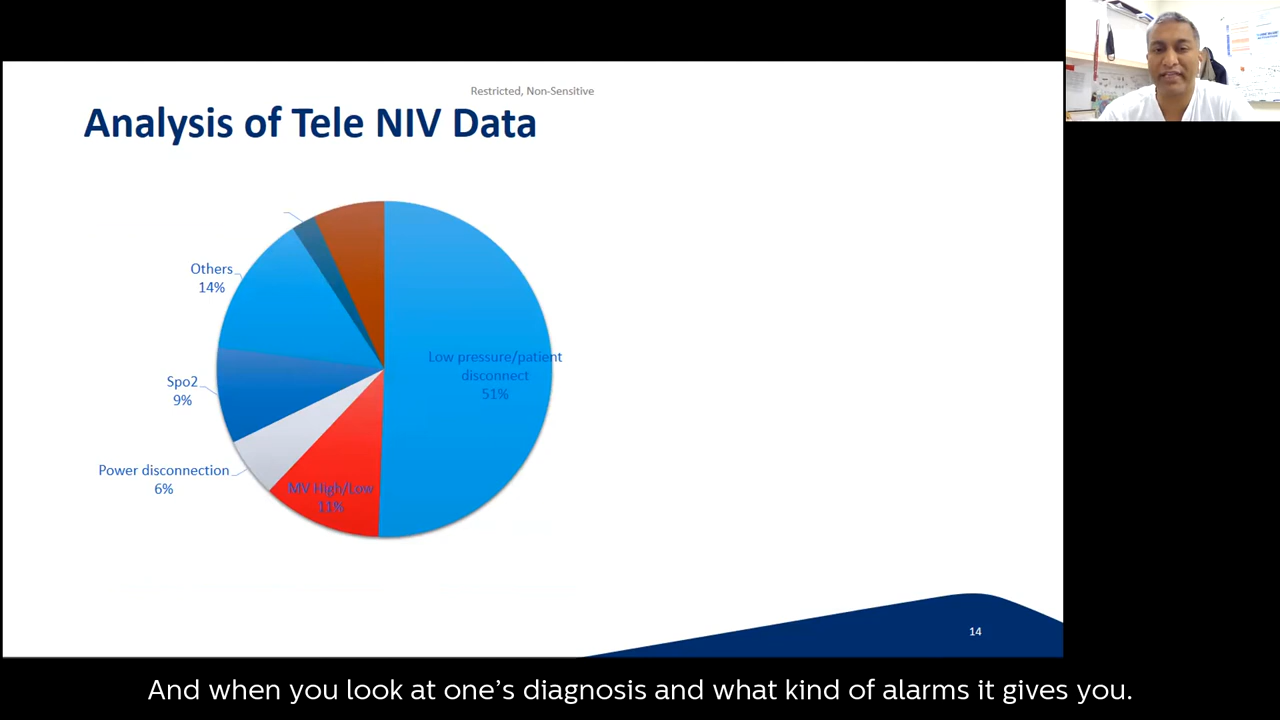 Restricted, Non-Sensitive
Analysis of Tele NIV Data
Others
14%
Low pressure/patient
disconnect
51%
Spo2
9%
Power disconnection
6%
MV High/Low
11%
14
And when you look at one's diagnosis and what kind of alarms it gives you.